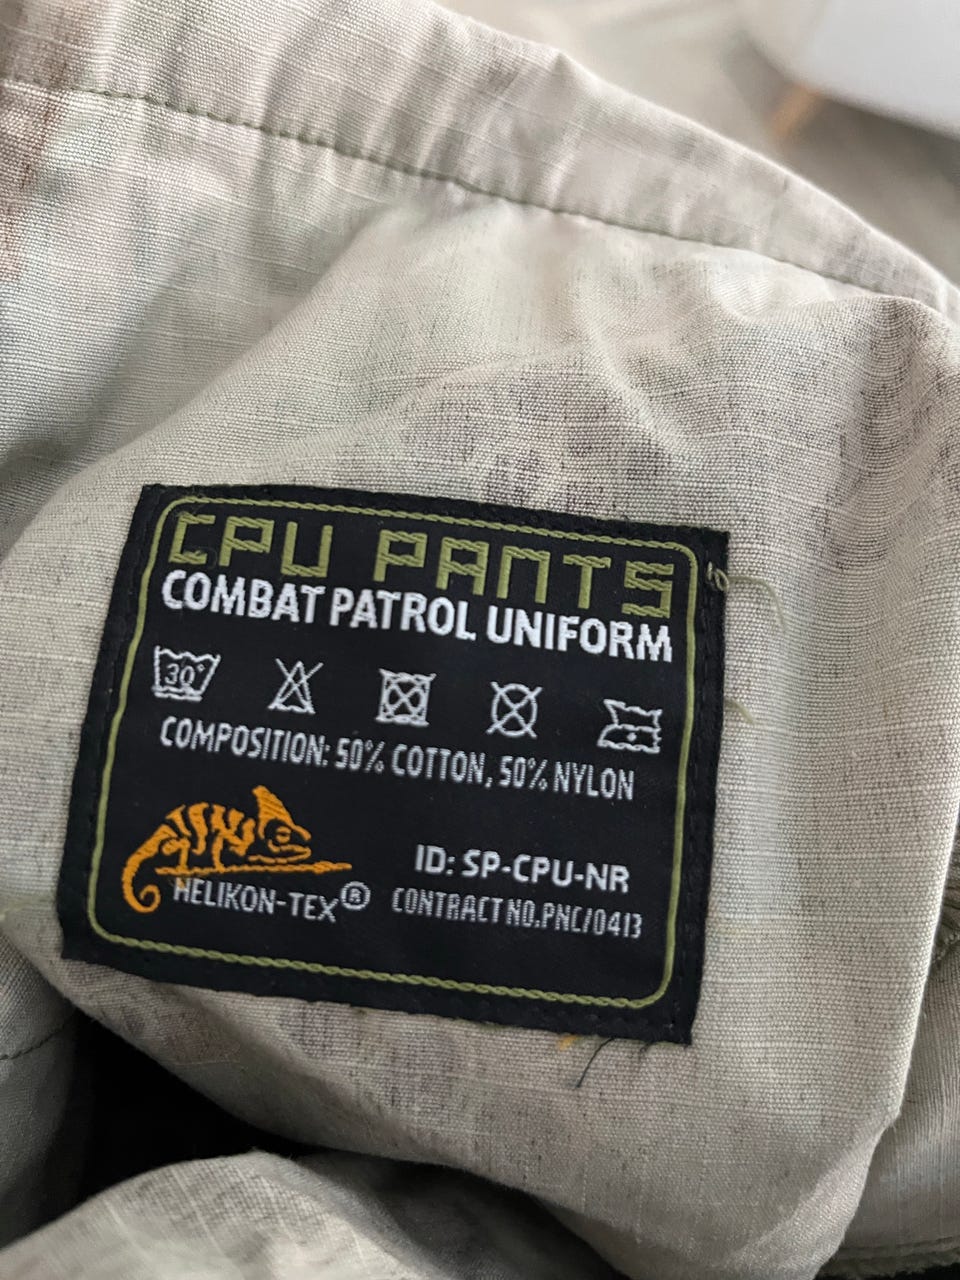 CPU PANTS
COMBAT PATROL UNIFORM
30°
COMPOSITION: 50% COTTON, 50% NYLON
HELIKON-TEX®
ID: SP-CPU-NR
CONTRACT NO.PNC/0413